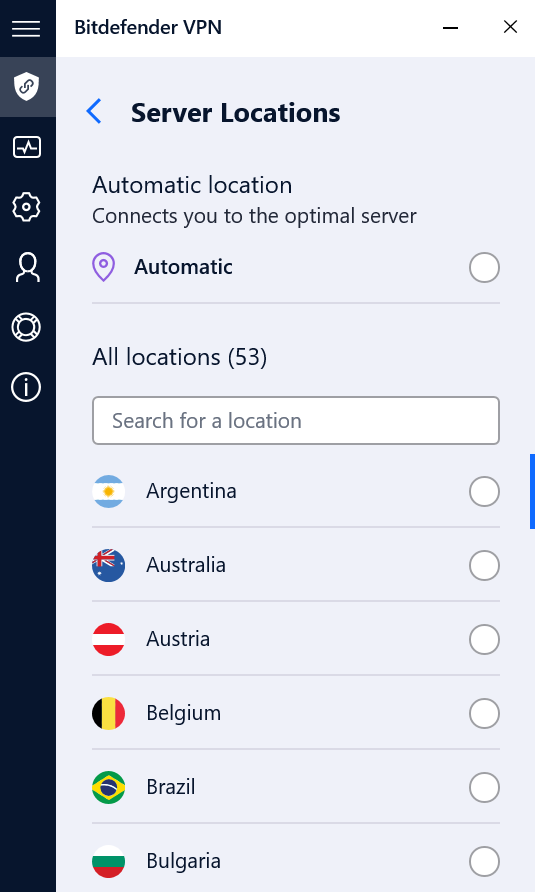 Bitdefender VPN
Server Locations
Automatic location
Connects you to the optimal server
Automatic
All locations (53)
Search for a location
Argentina
Australia
Austria
Belgium
Brazil
Bulgaria